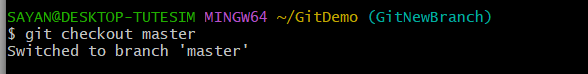 SAYAN@DESKTOP-TUTESIM MINGW64 ~/GitDemo (GitNewBranch)
$ git checkout master
Switched to branch 'master'